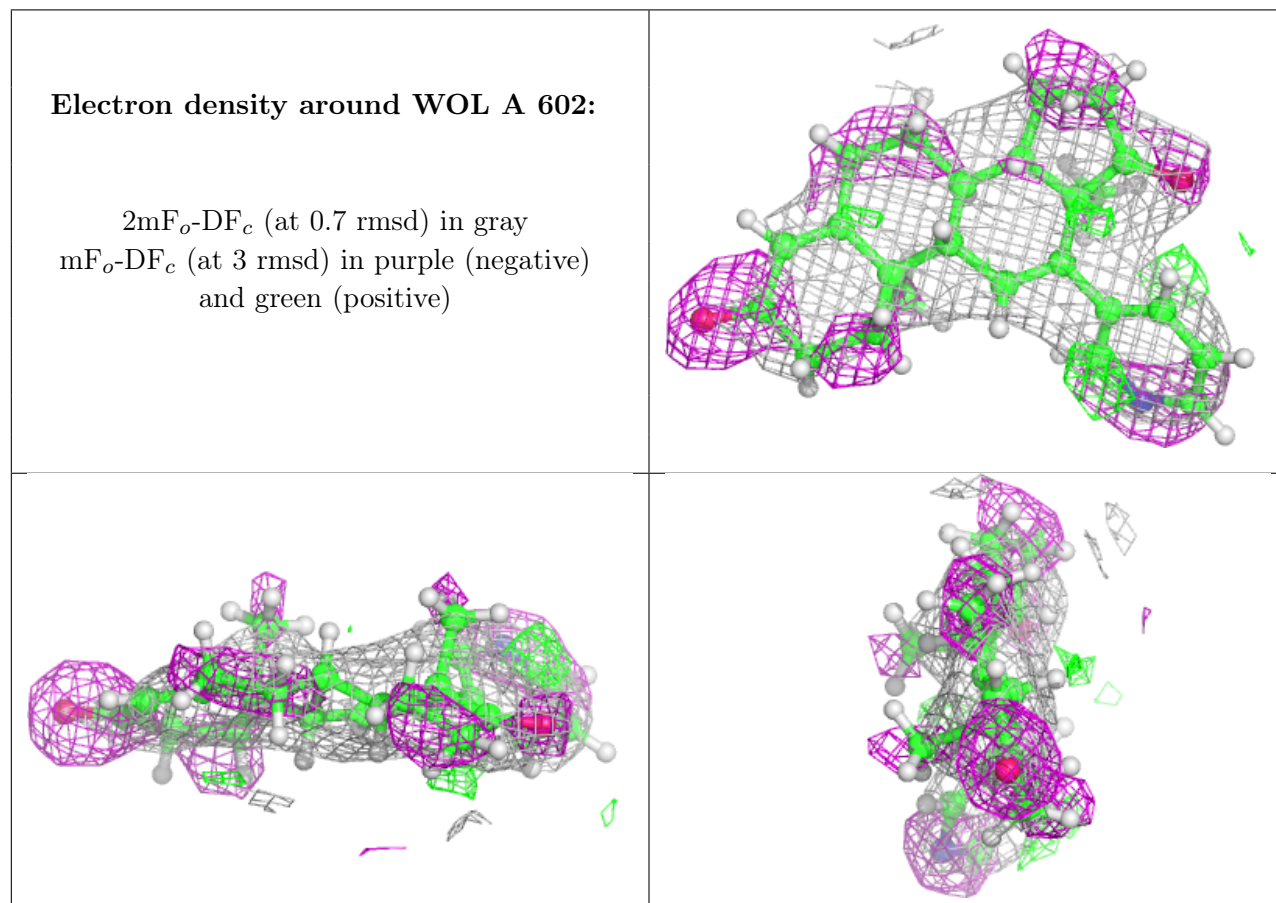 Electron density around WOL A 602:
2mFo-DFc (at 0.7 rmsd) in gray
mFo-DFc (at 3 rmsd) in purple (negative)
and green (positive)